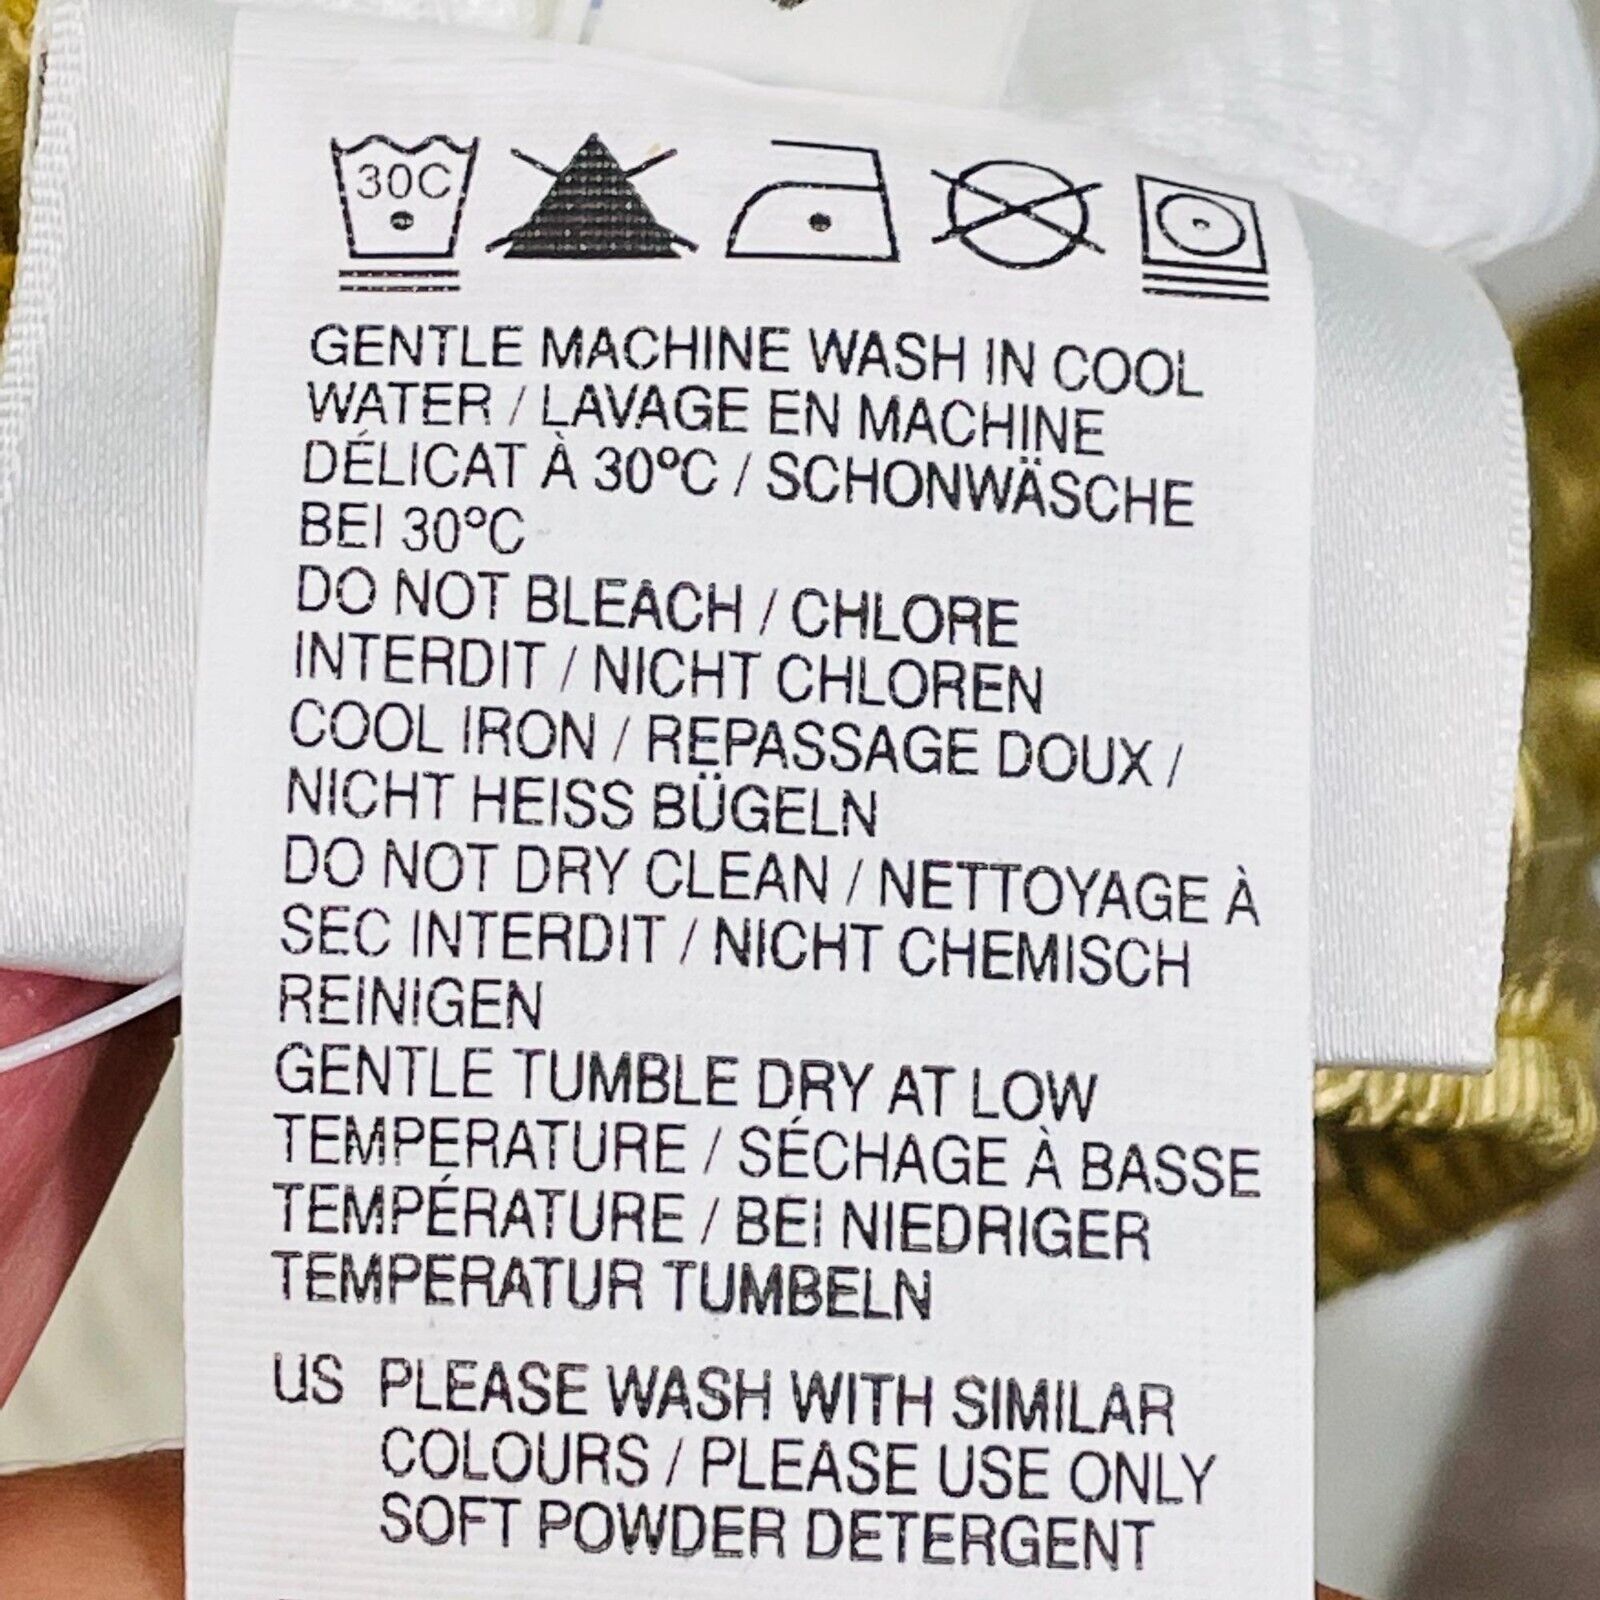 30C
GENTLE MACHINE WASH IN COOL
WATER / LAVAGE EN MACHINE
DÉLICAT À 30ºC / SCHONWÄSCHE
BEI 30ºC
DO NOT BLEACH / CHLORE
INTERDIT / NICHT CHLOREN
COOL IRON / REPASSAGE DOUX /
NICHT HEISS BÜGELN
DO NOT DRY CLEAN / NETTOYAGE À
SEC INTERDIT / NICHT CHEMISCH
REINIGEN
GENTLE TUMBLE DRY AT LOW
TEMPERATURE / SÉCHAGE À BASSE
TEMPÉRATURE / BEI NIEDRIGER
TEMPERATUR TUMBELN
US PLEASE WASH WITH SIMILAR
COLOURS / PLEASE USE ONLY
SOFT POWDER DETERGENT